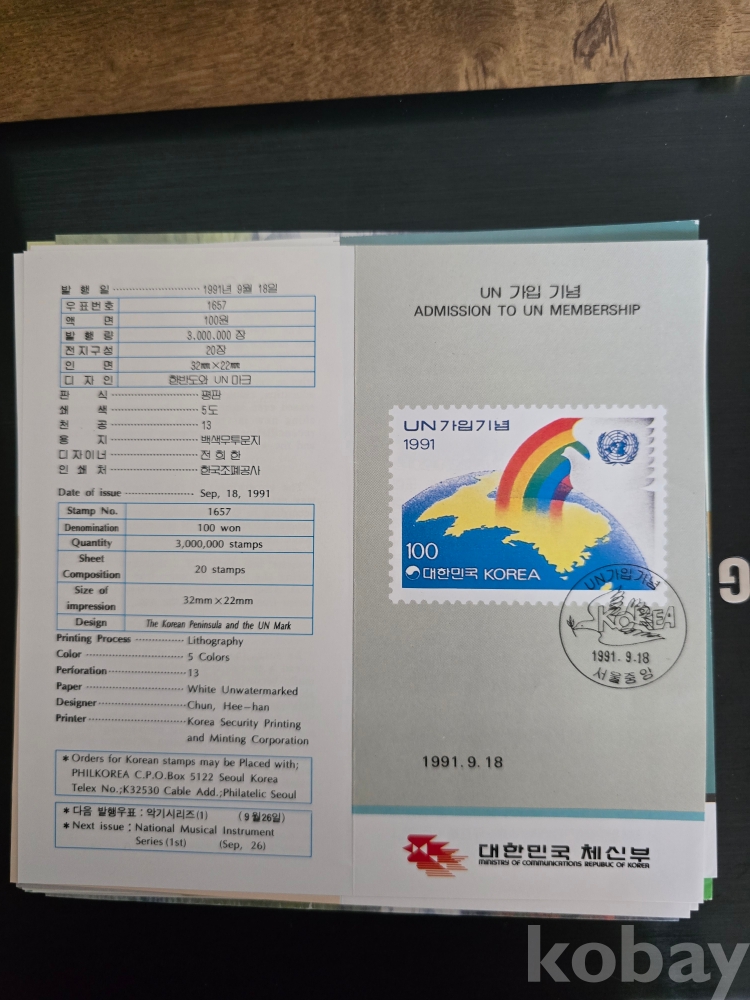 발 행 일 ························ 1991년 9월 18일
우표번호 1657
액 면 100원
발 행 량 3,000,000 장
전지구성 20장
인 면 32㎜×22㎜
디 자 인 한반도와 UN마크
판 식 ························ 평판
쇄 색 ························ 5도
천 공 ························ 13
용 지 ························ 백색무투문지
디자이너 ························ 전 희 한
인 쇄 처 ························ 한국조폐공사
Date of issue ························ Sep, 18, 1991
Stamp No. 1657
Denomination 100 won
Quantity 3,000,000 stamps
Sheet
Composition 20 stamps
Size of
impression 32mm×22mm
Design The Korean Peninsula and the UN Mark
Printing Process ············ Lithography
Color ························ 5 Colors
Perforation ························ 13
Paper ························ White Unwatermarked
Designer ························ Chun, Hee-han
Printer ························ Korea Security Printing
and Minting Corporation
* Orders for Korean stamps may be Placed with;
PHILKOREA C.P.O.Box 5122 Seoul Korea
Telex No.;K32530 Cable Add.;Philatelic Seoul
* 다음 발행우표 ; 악기시리즈(1) (9월26일)
* Next issue ; National Musical Instrument
Series(1st) (Sep, 26)
UN 가입 기념
ADMISSION TO UN MEMBERSHIP
UN가입기념
1991
100
대한민국 KOREA
UN가입기념
KOREA
1991. 9.18
서울중앙
1991.9.18
대한민국 체신부
MINISTRY OF COMMUNICATIONS REPUBLIC OF KOREA
G
kobay